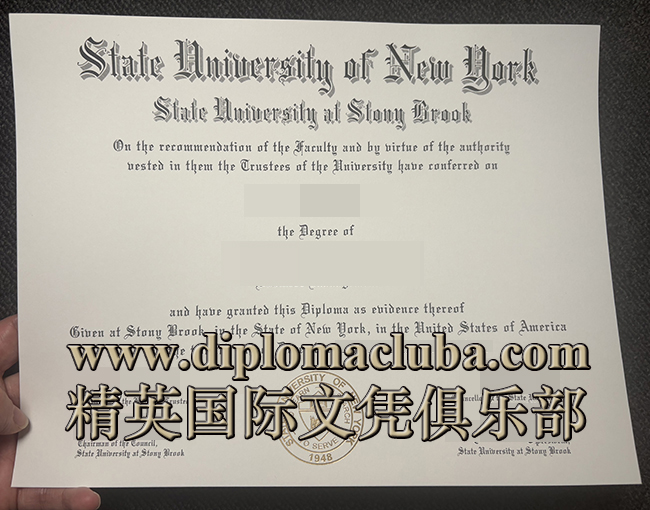 State University of New York
State University at Stony Brook
On the recommendation of the Faculty and by virtue of the authority
vested in them the Trustees of the University have conferred on
the Degree of
and have granted this Diploma as evidence thereof
Given at Stony Brook, in the State of New York, in the United States of America
www.diplomacluba.com
精英国际文凭俱乐部
Chairman of the Council,
State University at Stony Brook
State University at Stony Brook
1948